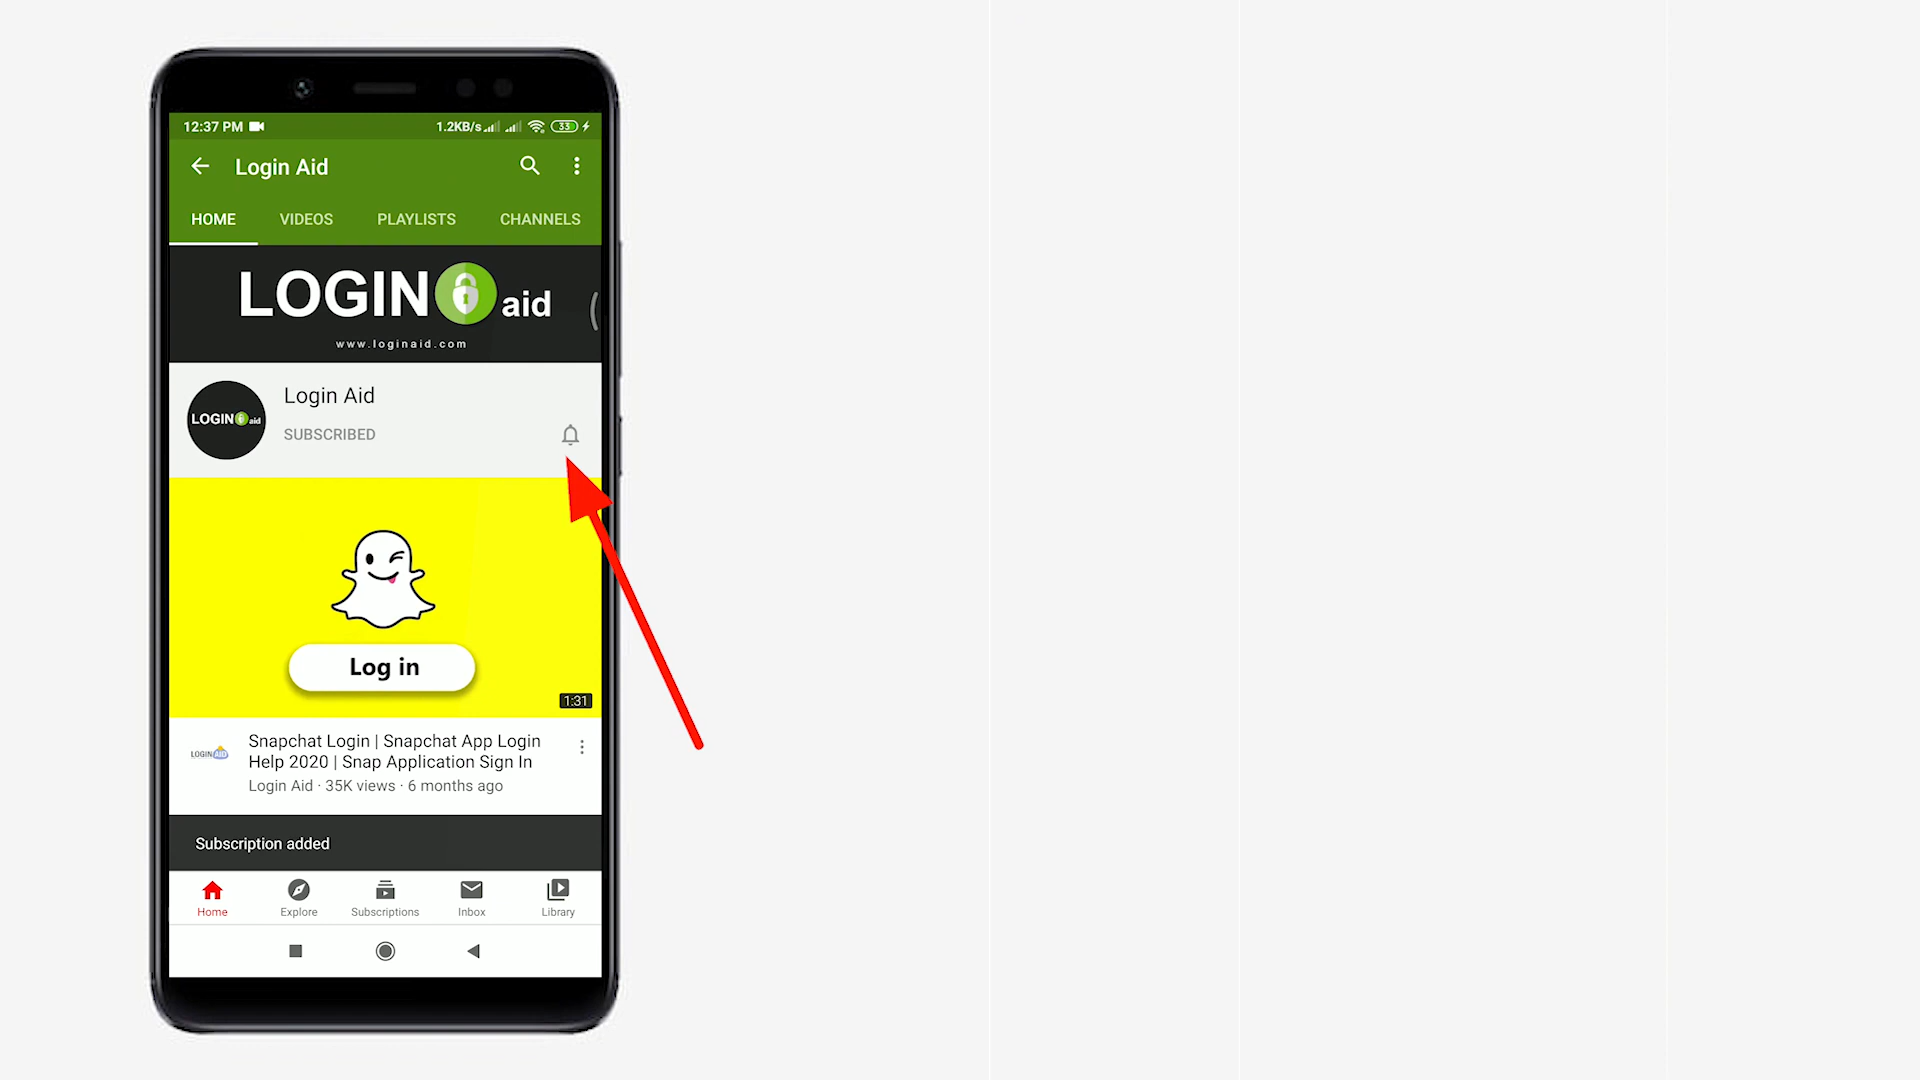 12:37 PM 1.2KB/s 33
Login Aid
HOME VIDEOS PLAYLISTS CHANNELS
LOGIN aid
www.loginaid.com
LOGIN aid
Login Aid
SUBSCRIBED
Log in
1:31
LOGIN AID
Snapchat Login | Snapchat App Login
Help 2020 | Snap Application Sign In
Login Aid · 35K views · 6 months ago
Subscription added
Home Explore Subscriptions Inbox Library